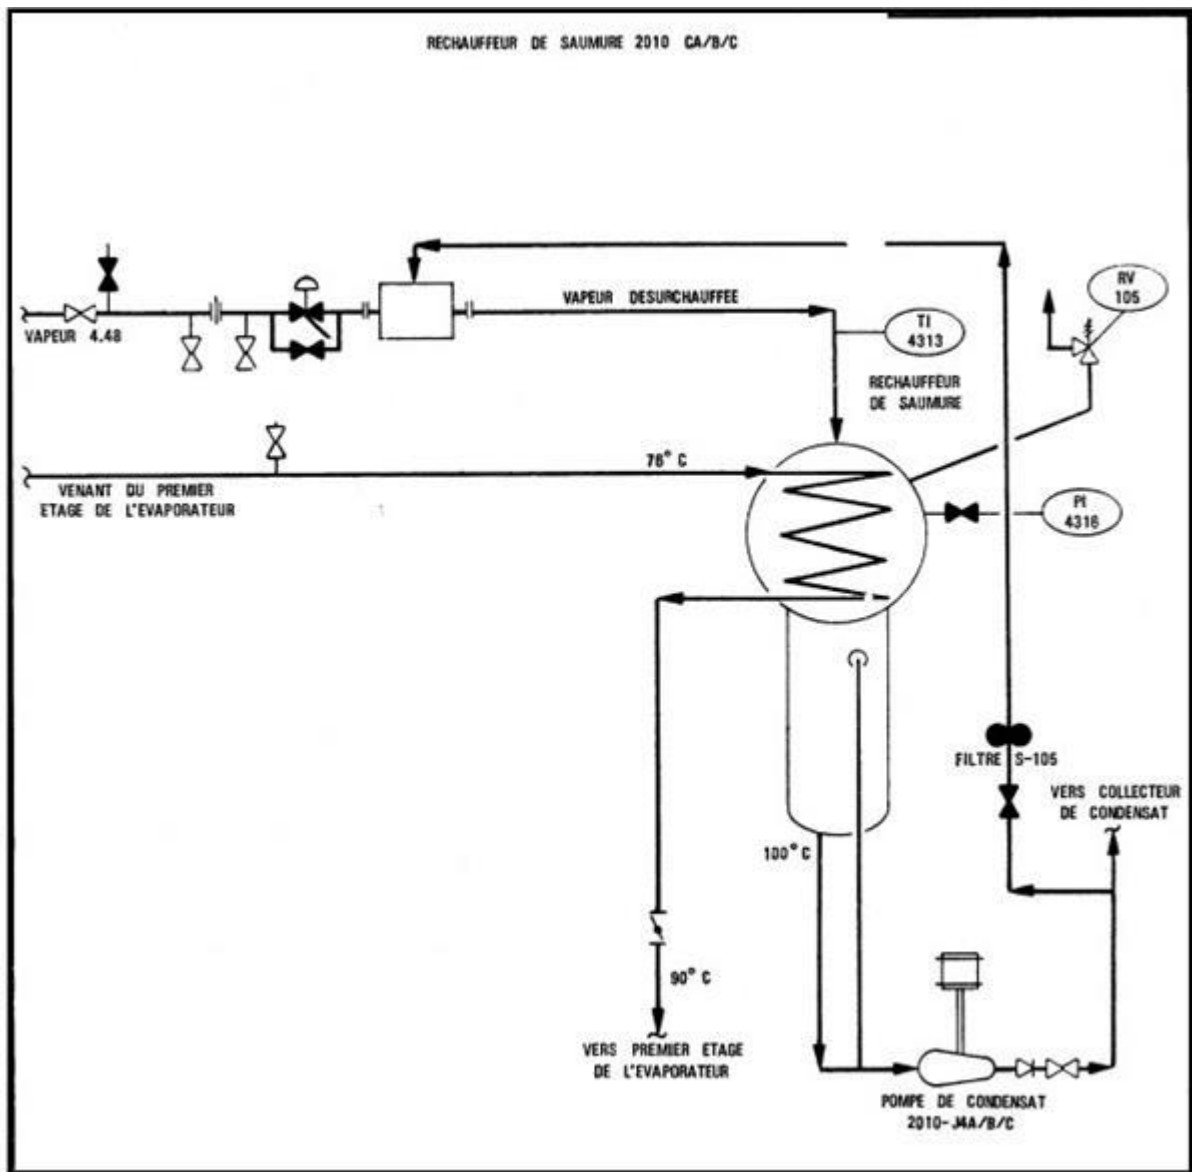 RECHAUFFEUR DE SAUMURE 2010 CA/B/C
RV
105
VAPEUR DESURCHAUFFEE
VAPEUR 4.48
TI
4313
RECHAUFFEUR
DE SAUMURE
76° C
VENANT DU PREMIER
ETAGE DE L'EVAPORATEUR
PI
4316
FILTRE S-105
VERS COLLECTEUR
DE CONDENSAT
100° C
90° C
VERS PREMIER ETAGE
DE L'EVAPORATEUR
POMPE DE CONDENSAT
2010-J4A/B/C